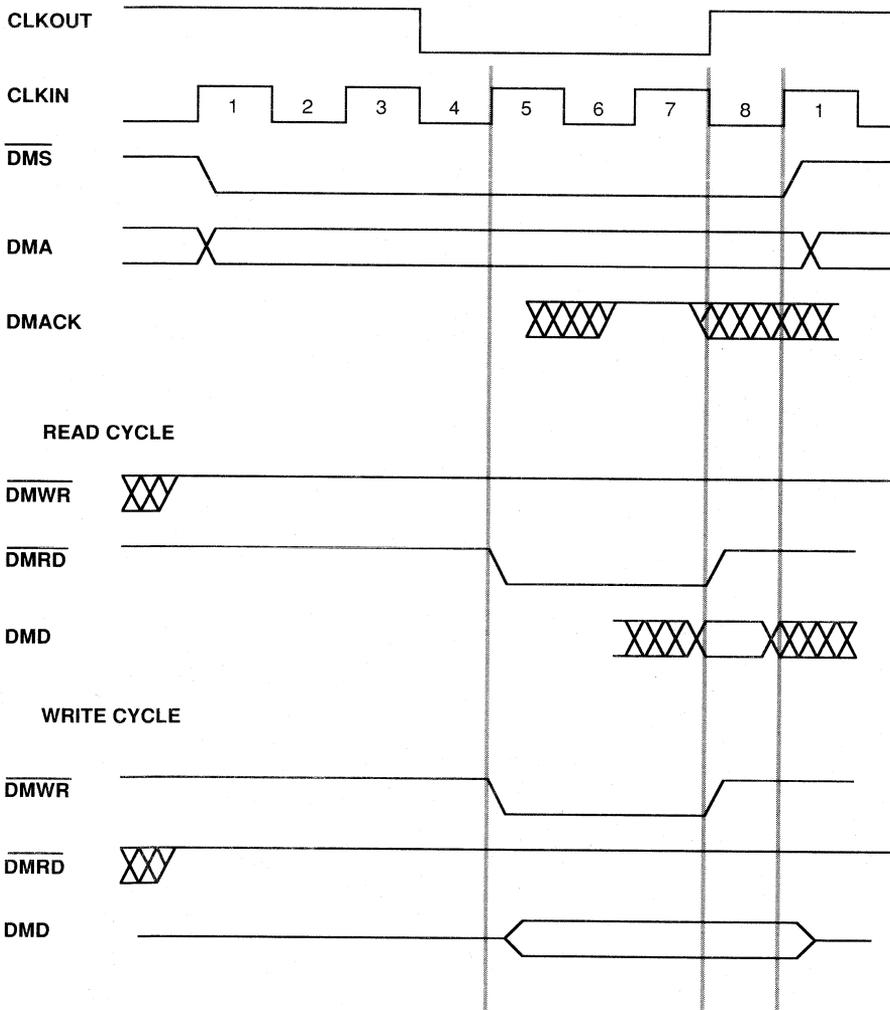 CLKOUT
CLKIN 1 2 3 4 5 6 7 8 1
DMS
DMA
DMACK
READ CYCLE
DMWR
DMRD
DMD
WRITE CYCLE
DMWR
DMRD
DMD